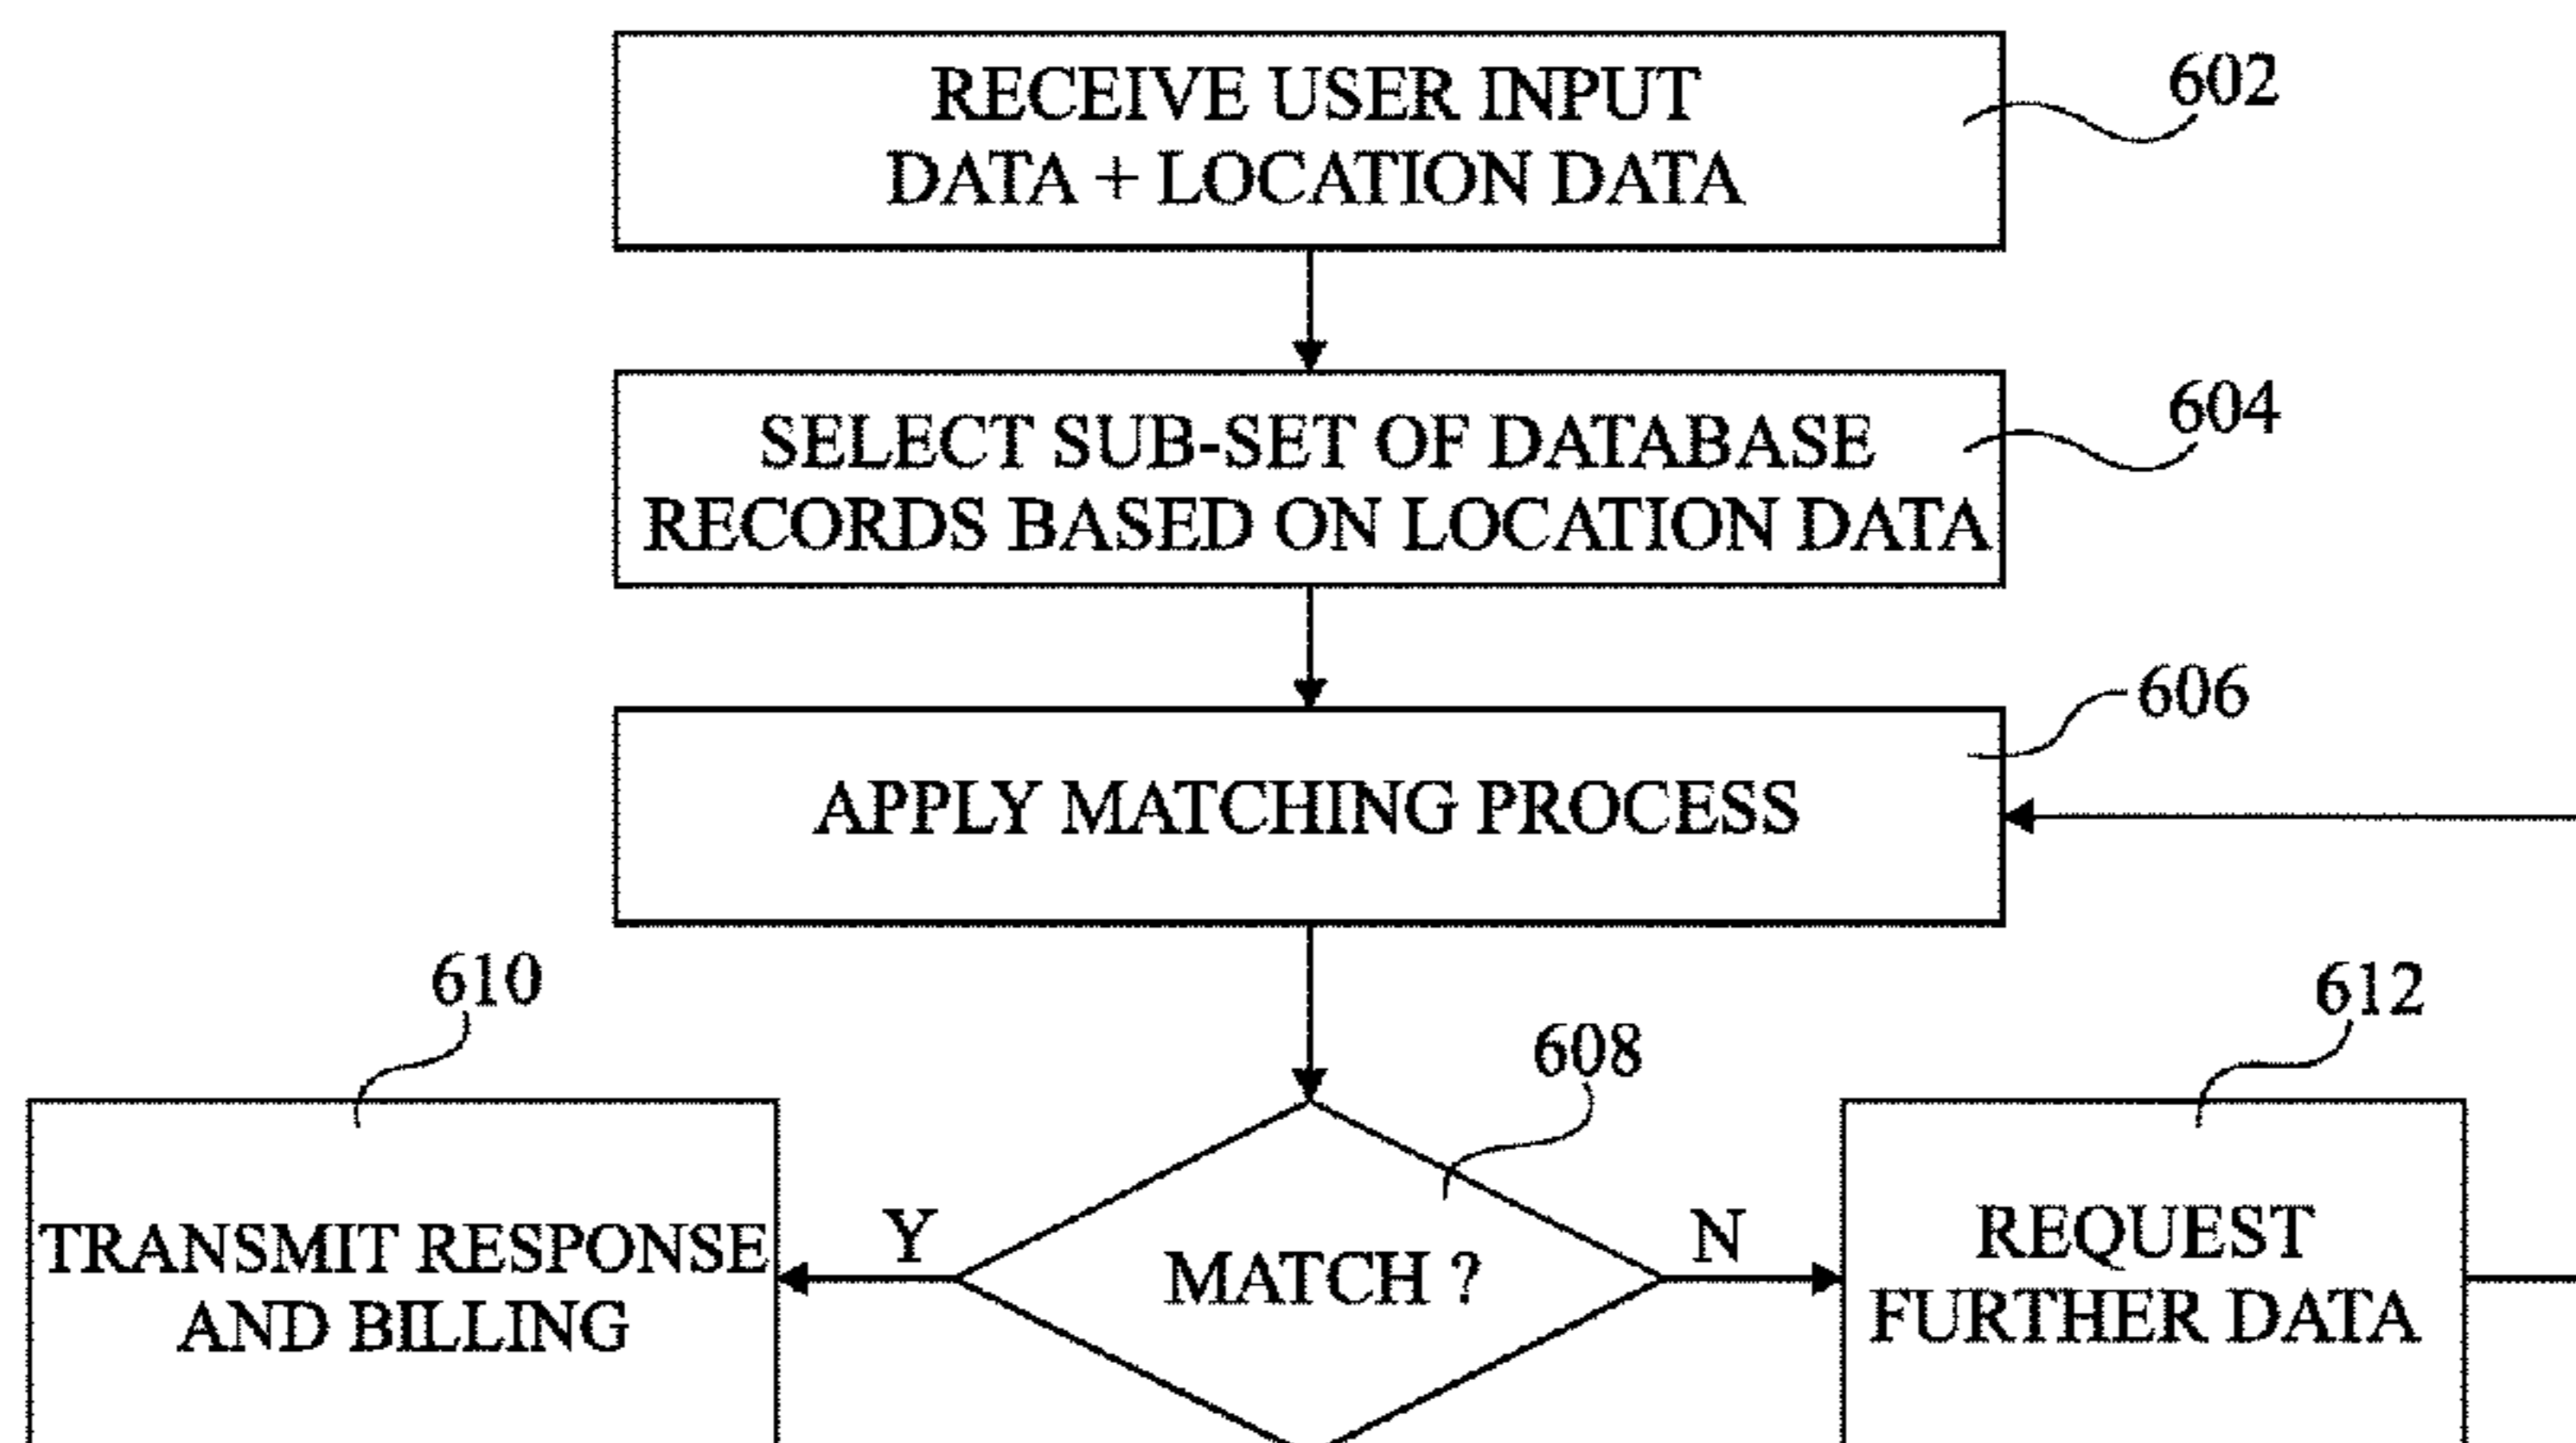 RECEIVE USER INPUT
DATA + LOCATION DATA
602
SELECT SUB-SET OF DATABASE
RECORDS BASED ON LOCATION DATA
604
606
APPLY MATCHING PROCESS
610
608
612
TRANSMIT RESPONSE
AND BILLING
Y
MATCH ?
N
REQUEST
FURTHER DATA